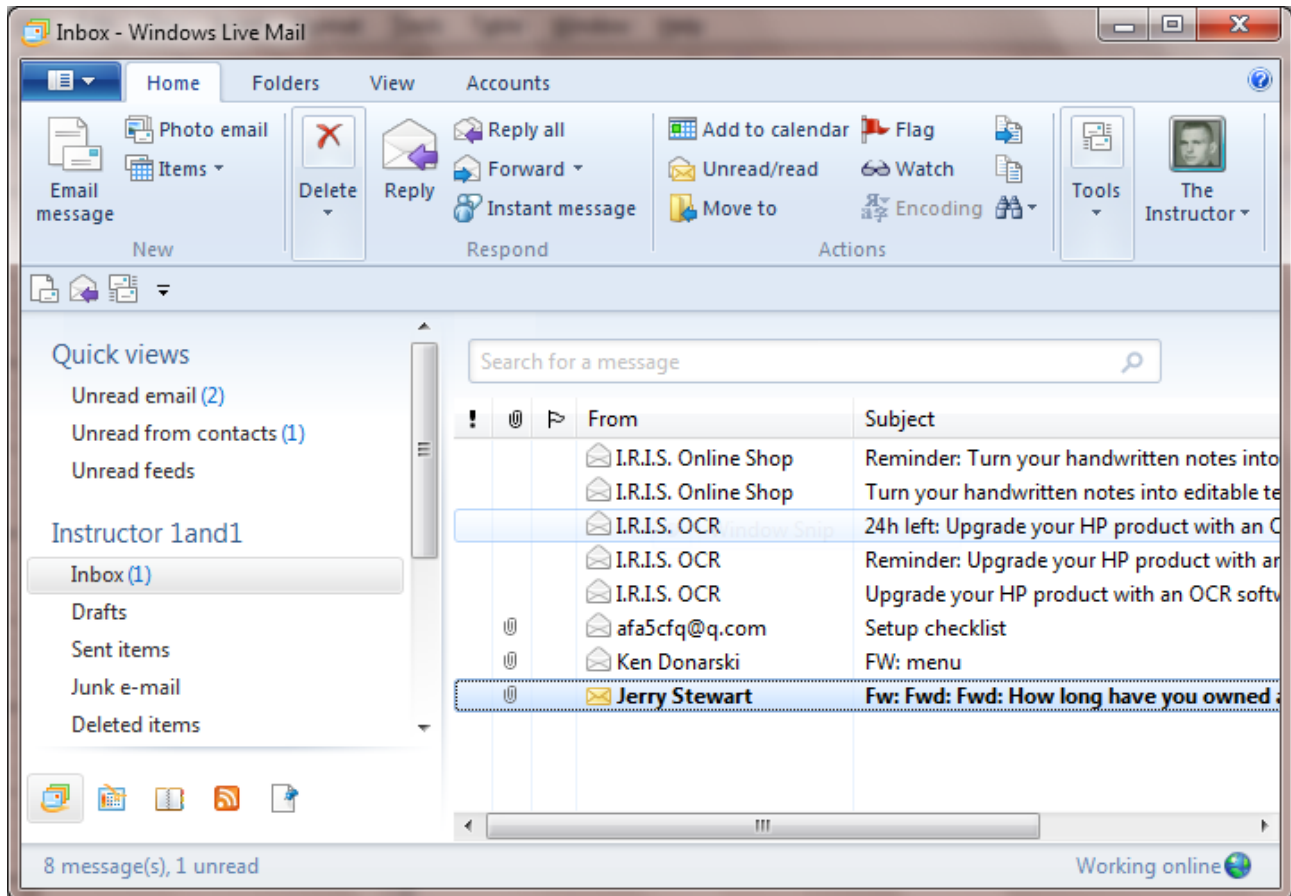 Inbox - Windows Live Mail
Home Folders View Accounts
Photo email Reply all Add to calendar Flag
Items Forward Unread/read Watch
Email message Delete Reply Instant message Move to Encoding Tools The Instructor
New Respond Actions
Quick views
Unread email (2)
Unread from contacts (1)
Unread feeds
Instructor 1and1
Inbox (1)
Drafts
Sent items
Junk e-mail
Deleted items
Search for a message
! From Subject
I.R.I.S. Online Shop Reminder: Turn your handwritten notes into
I.R.I.S. Online Shop Turn your handwritten notes into editable te
I.R.I.S. OCR Window Snip 24h left: Upgrade your HP product with an O
I.R.I.S. OCR Reminder: Upgrade your HP product with an
I.R.I.S. OCR Upgrade your HP product with an OCR softw
afa5cfq@q.com Setup checklist
Ken Donarski FW: menu
Jerry Stewart Fw: Fwd: Fwd: How long have you owned a
8 message(s), 1 unread Working online